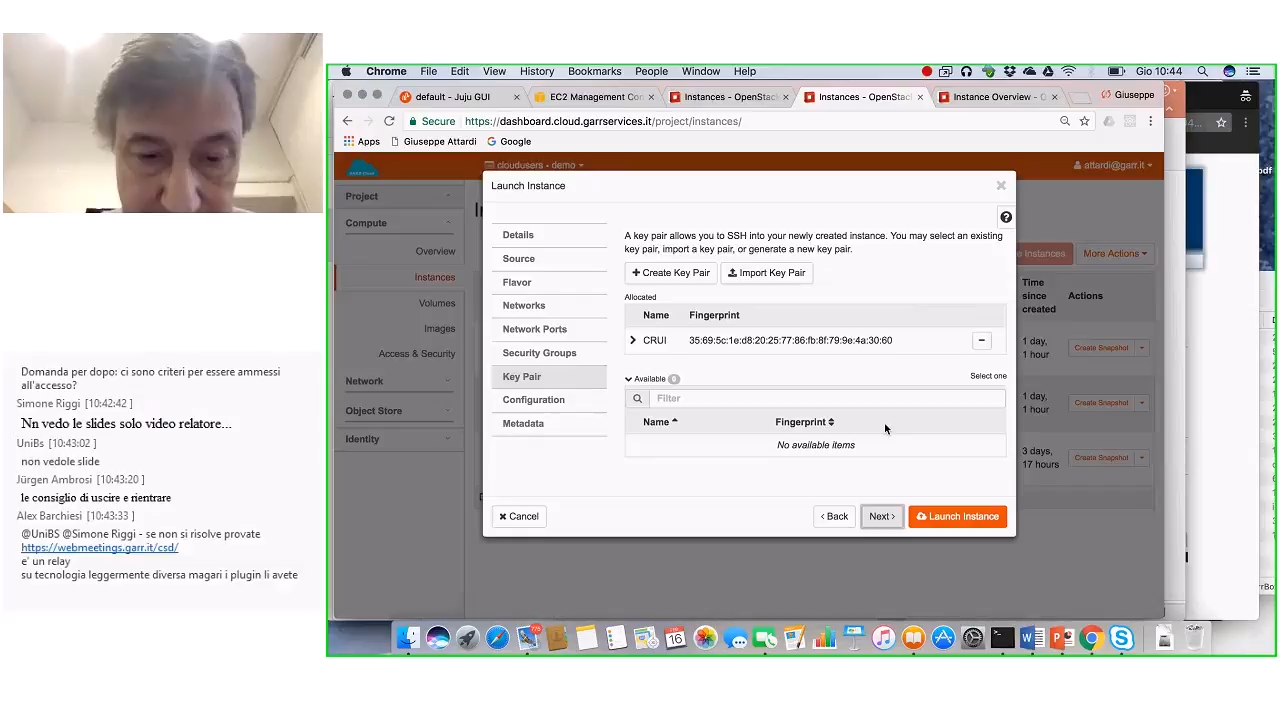 Domanda per dopo: ci sono criteri per essere ammessi
all'accesso?
Simone Riggi [10:42:42 ]
Nn vedo le slides solo video relatore...
UniBs [10:43:02 ]
non vedole slide
Jürgen Ambrosi [10:43:20 ]
le consiglio di uscire e rientrare
Alex Barchiesi [10:43:33 ]
@UniBS @Simone Riggi - se non si risolve provate
https://webmeetings.garr.it/csd/
e' un relay
su tecnologia leggermente diversa magari i plugin li avete
Chrome File Edit View History Bookmarks People Window Help Gio 10:44
default - Juju GUI
EC2 Management Con
Instances - OpenStack
Instances - OpenStac
Instance Overview -
Giuseppe
Secure https://dashboard.cloud.garrservices.it/project/instances/
Apps Giuseppe Attardi Google
cloudusers - demo
attardi@garr.it
Project
Compute
Overview
Instances
Volumes
Images
Access & Security
Network
Object Store
Identity
Launch Instance
Details
Source
Flavor
Networks
Network Ports
Security Groups
Key Pair
Configuration
Metadata
A key pair allows you to SSH into your newly created instance. You may select an existing
key pair, import a key pair, or generate a new key pair.
Create Key Pair Import Key Pair
Allocated
Name Fingerprint
CRUI 35:69:5c:1e:d8:20:25:77:86:fb:8f:79:9e:4a:30:60
Available 0 Select one
Filter
Name Fingerprint
No available items
Cancel
Back Next Launch Instance
Instances More Actions
Time
since
created
Actions
1 day,
1 hour
Create Snapshot
1 day,
1 hour
Create Snapshot
3 days,
17 hours
Create Snapshot
pdf
775
16